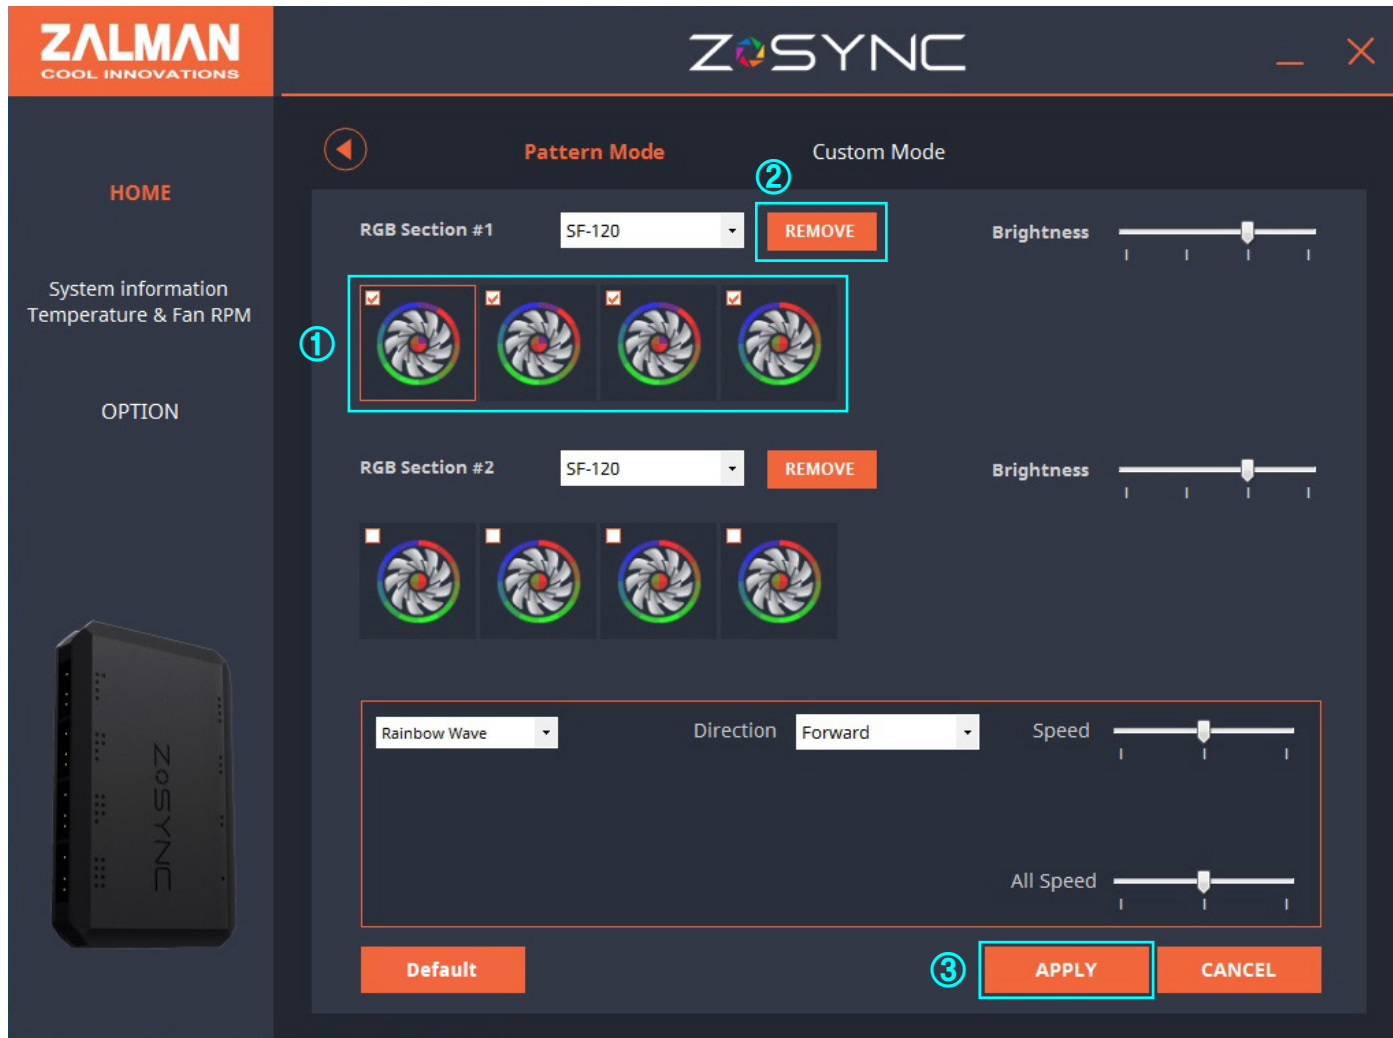 ZALMAN
COOL INNOVATIONS
ZOSYNC
HOME
System information
Temperature & Fan RPM
OPTION
ZOSYNC
Pattern Mode
Custom Mode
②
RGB Section #1
SF-120
REMOVE
Brightness
①
RGB Section #2
SF-120
REMOVE
Brightness
Rainbow Wave
Direction
Forward
Speed
All Speed
Default
③
APPLY
CANCEL